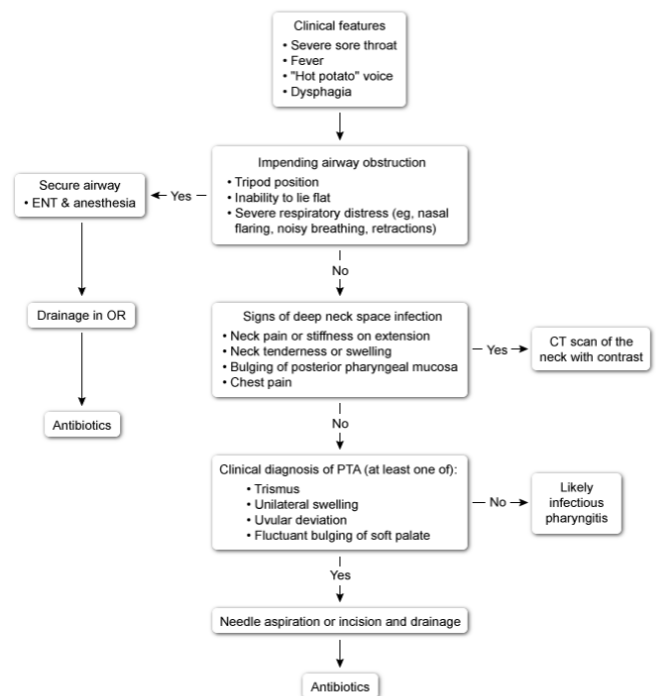 Clinical features
• Severe sore throat
• Fever
• "Hot potato" voice
• Dysphagia
Impending airway obstruction
• Tripod position
• Inability to lie flat
• Severe respiratory distress (eg, nasal
flaring, noisy breathing, retractions)
Yes
Secure airway
• ENT & anesthesia
Drainage in OR
Antibiotics
No
Signs of deep neck space infection
• Neck pain or stiffness on extension
• Neck tenderness or swelling
• Bulging of posterior pharyngeal mucosa
• Chest pain
Yes
CT scan of the
neck with contrast
No
Clinical diagnosis of PTA (at least one of):
• Trismus
• Unilateral swelling
• Uvular deviation
• Fluctuant bulging of soft palate
No
Likely
infectious
pharyngitis
Yes
Needle aspiration or incision and drainage
Antibiotics